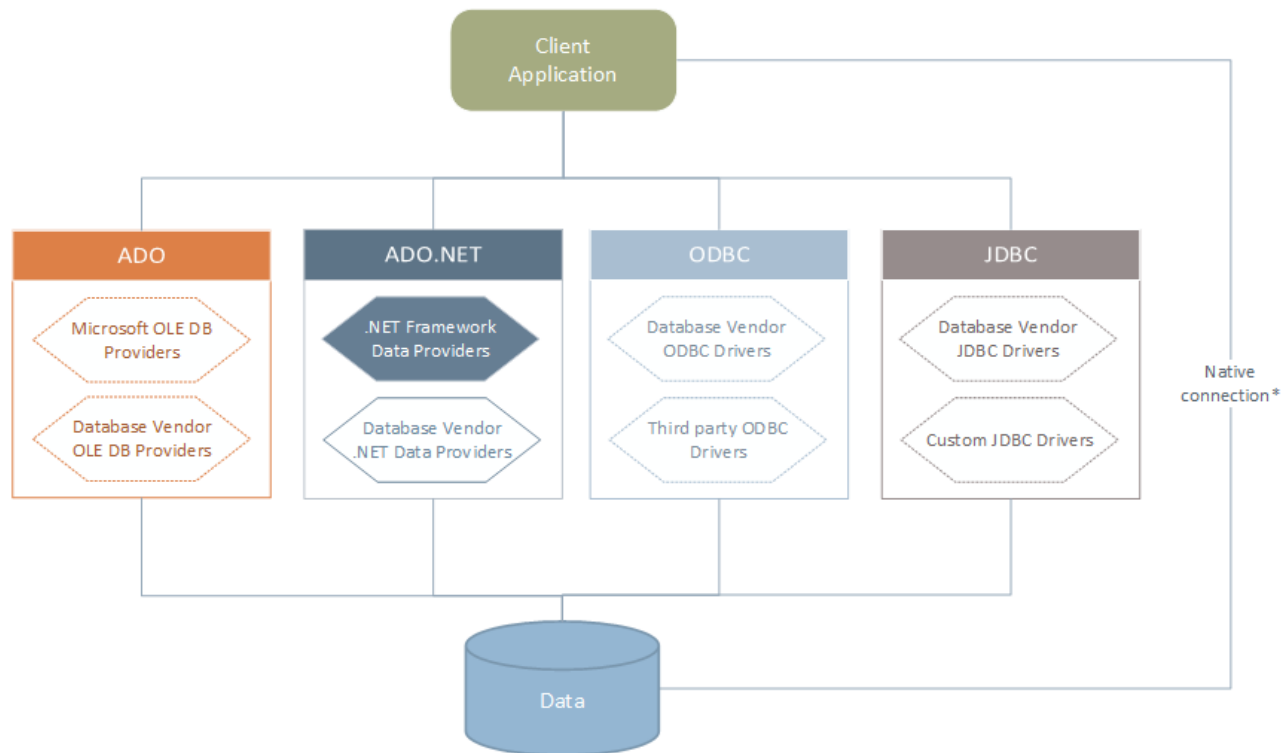 Client
Application
ADO
ADO.NET
ODBC
JDBC
Microsoft OLE DB
Providers
.NET Framework
Data Providers
Database Vendor
ODBC Drivers
Database Vendor
JDBC Drivers
Native
connection*
Database Vendor
OLE DB Providers
Database Vendor
.NET Data Providers
Third party ODBC
Drivers
Custom JDBC Drivers
Data